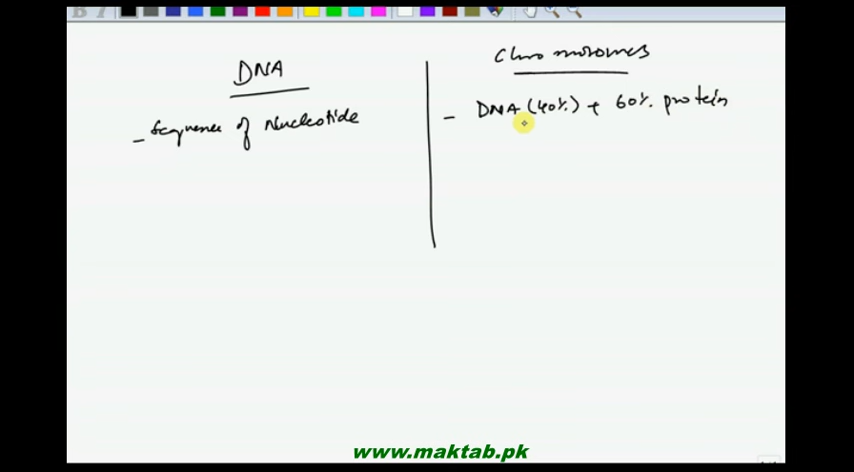 DNA
Chromosomes
- Sequence of Nucleotide
- DNA (40%) + 60% protein
www.maktab.pk